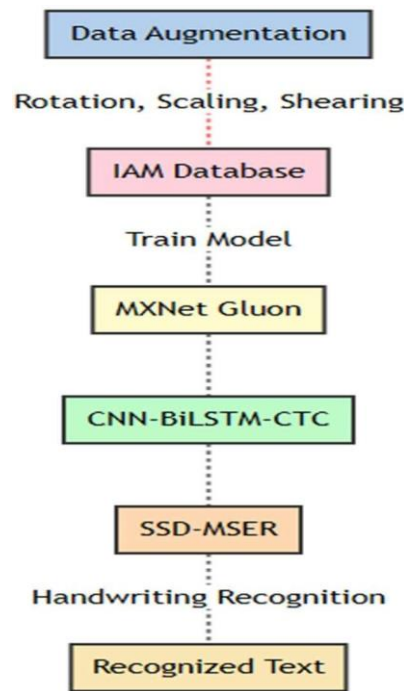 Data Augmentation
Rotation, Scaling, Shearing
IAM Database
Train Model
MXNet Gluon
CNN-BiLSTM-CTC
SSD-MSER
Handwriting Recognition
Recognized Text